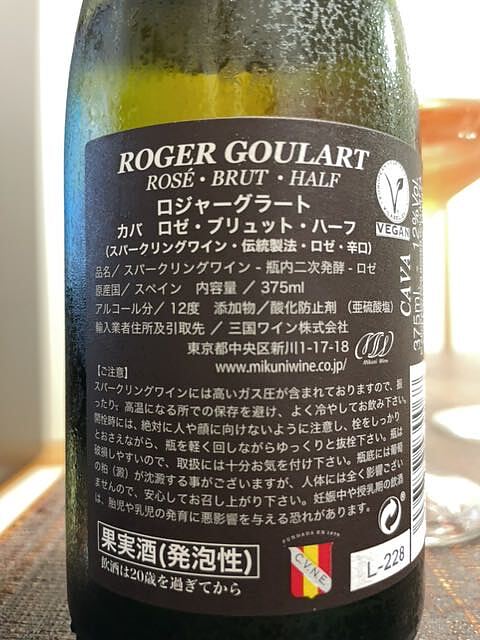 ROGER GOULART
ROSÉ・BRUT・HALF
ロジャーグラート
カバ ロゼ・ブリュット・ハーフ
(スパークリングワイン・伝統製法・ロゼ・辛口)
品名／スパークリングワイン - 瓶内二次発酵 - ロゼ
原産国／スペイン 内容量 ／375ml
アルコール分／12度 添加物／酸化防止剤 (亜硫酸塩)
輸入業者住所及引取先 ／ 三国ワイン株式会社
東京都中央区新川1-17-18
www.mikuniwine.co.jp/
Mikuni Wine
【ご注意】
スパークリングワインには高いガス圧が含まれておりますので、振
ったり、高温になる所での保存を避け、よく冷やしてお飲み下さい。
開栓時には、絶対に人や顔に向けないように注意し、栓をしっかり
とおさえながら、瓶を軽く回しながらゆっくりと抜栓下さい。瓶は
破損しやすいので、取扱には十分お気を付け下さい。瓶底には葡萄
の粕（澱）が沈澱する事がございますが、人体には全く影響ござい
ませんので、安心してお召し上がり下さい。妊娠中や授乳期の飲酒
は、胎児や乳児の発育に悪影響を与える恐れがあります。
果実酒(発泡性)
飲酒は20歳を過ぎてから
FUNDADA EN 1879
C.V.N.E.
L-228
V
VEGAN
CAVA
12%Vol
375ml